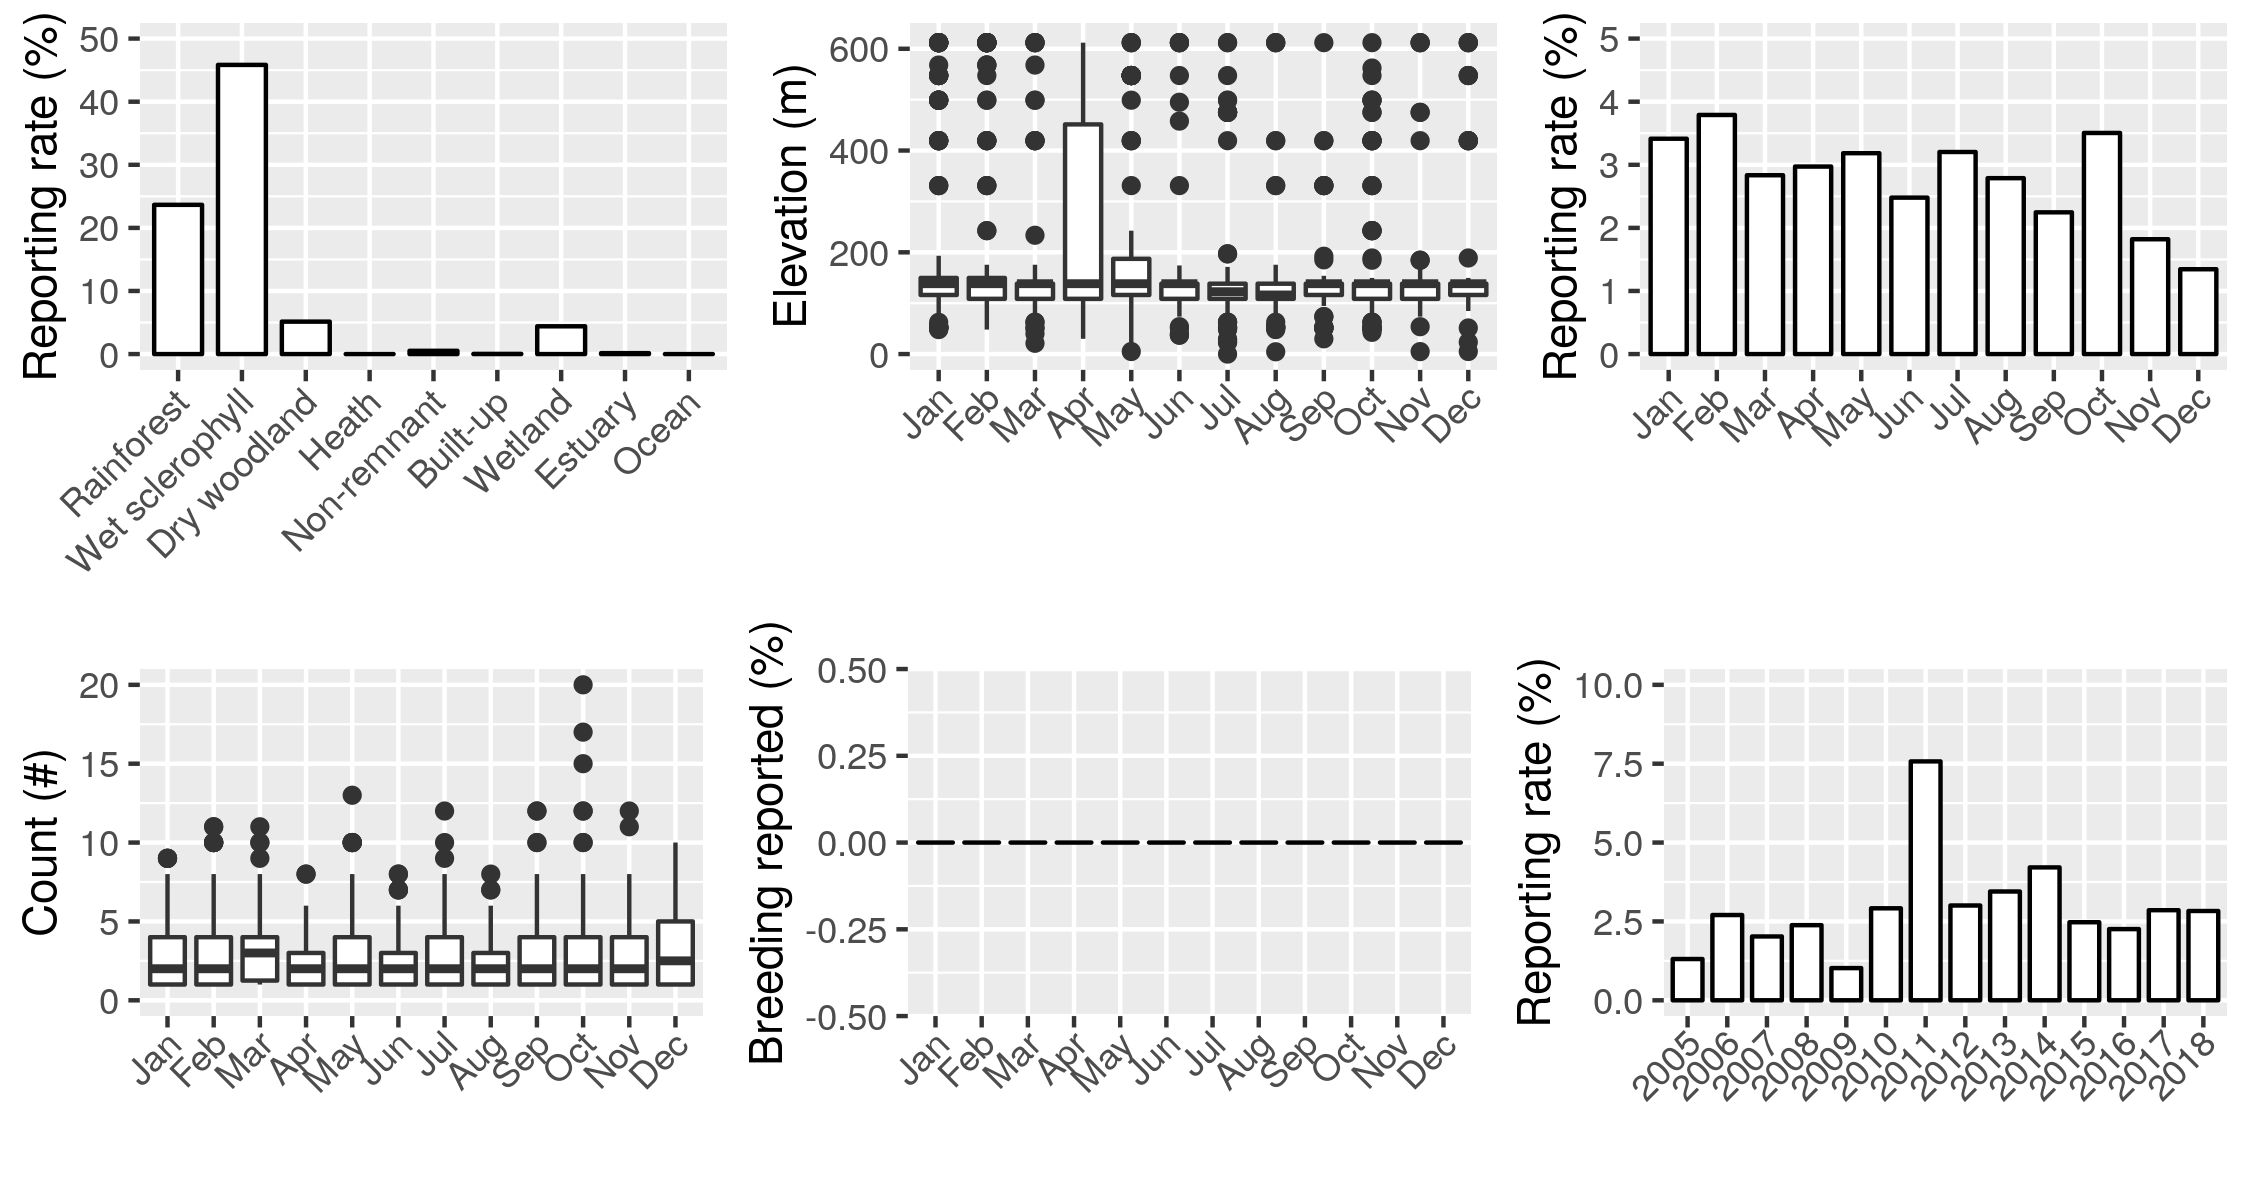 Reporting rate (%)
50
40
30
20
10
0
Rainforest
Wet sclerophyll
Dry woodland
Heath
Non-remnant
Built-up
Wetland
Estuary
Ocean
Elevation (m)
600
400
200
0
Jan
Feb
Mar
Apr
May
Jun
Jul
Aug
Sep
Oct
Nov
Dec
Reporting rate (%)
5
4
3
2
1
0
Jan
Feb
Mar
Apr
May
Jun
Jul
Aug
Sep
Oct
Nov
Dec
Count (#)
20
15
10
5
0
Jan
Feb
Mar
Apr
May
Jun
Jul
Aug
Sep
Oct
Nov
Dec
Breeding reported (%)
0.50
0.25
0.00
-0.25
-0.50
Jan
Feb
Mar
Apr
May
Jun
Jul
Aug
Sep
Oct
Nov
Dec
Reporting rate (%)
10.0
7.5
5.0
2.5
0.0
2005
2006
2007
2008
2009
2010
2011
2012
2013
2014
2015
2016
2017
2018